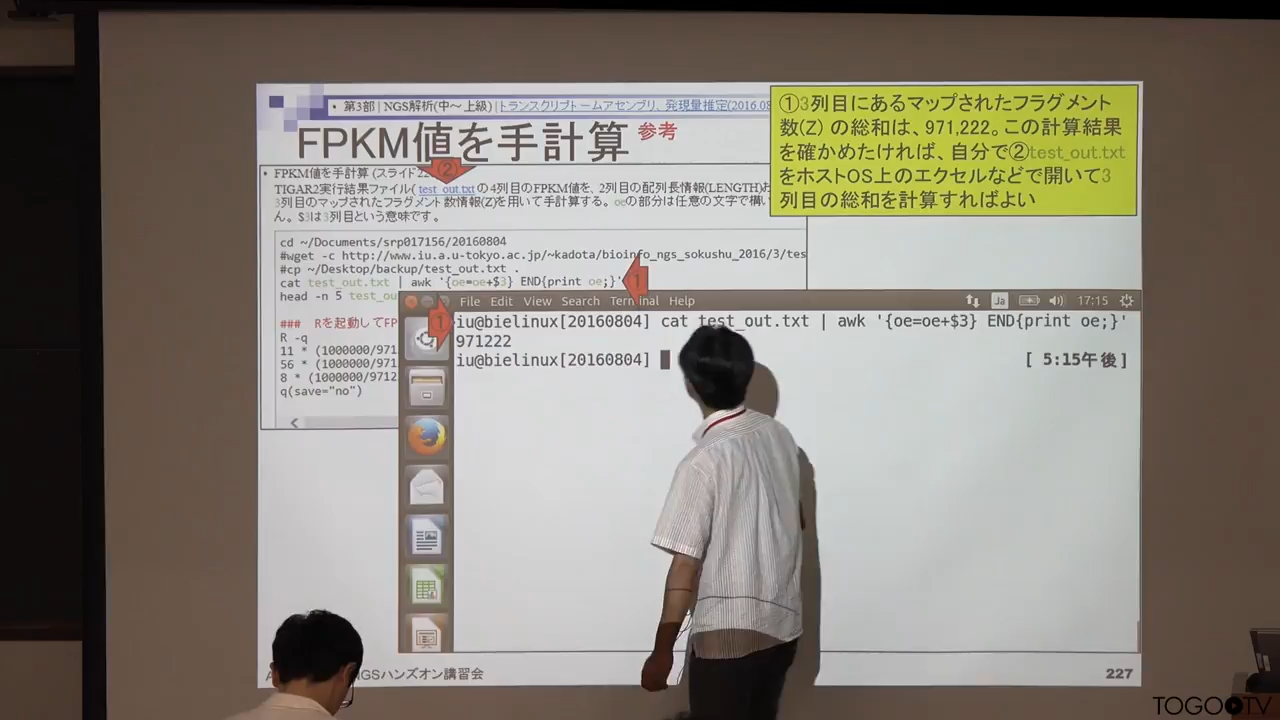 • 第3部 | NGS解析(中～上級) | トランスクリプトームアセンブリ、発現量推定(2016.08
FPKM値を手計算 参考
①3列目にあるマップされたフラグメント
数(Z) の総和は、971,222。この計算結果
を確かめたければ、自分で②test_out.txt
をホストOS上のエクセルなどで開いて3
列目の総和を計算すればよい
②
• FPKM値を手計算 (スライド22
TIGAR2実行結果ファイル( test_out.txtの4列目のFPKM値を、2列目の配列長情報(LENGTH)お
3列目のマップされたフラグメント数情報(Z)を用いて手計算する。oeの部分は任意の文字で構い
ん。$3は3列目という意味です。
cd ~/Documents/srp017156/20160804
#wget -c http://www.iu.a.u-tokyo.ac.jp/~kadota/bioinfo_ngs_sokushu_2016/3/tes
#cp ~/Desktop/backup/test_out.txt .
cat test_out.txt | awk '{oe=oe+$3} END{print oe;}'
①
head -n 5 test_ou
### Rを起動してFP
R -q
11 * (1000000/971
56 * (1000000/971
8 * (1000000/9712
q(save="no")
File Edit View Search Terminal Help
Ja 17:15
①
iu@bielinux[20160804] cat test_out.txt | awk '{oe=oe+$3} END{print oe;}'
971222
iu@bielinux[20160804] [ 5:15午後]
NGSハンズオン講習会
227
TOGOTV